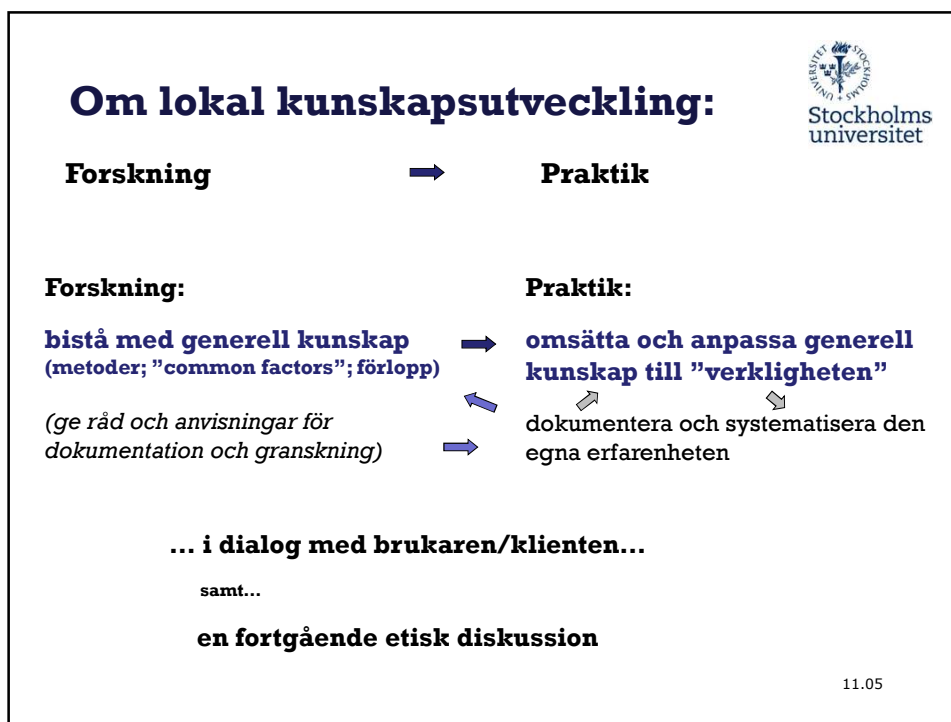 Om lokal kunskapsutveckling:
STOCKHOLMS UNIVERSITET
Stockholms
universitet
Forskning
Praktik
Forskning:
bistå med generell kunskap
(metoder; ”common factors”; förlopp)
(ge råd och anvisningar för
dokumentation och granskning)
Praktik:
omsätta och anpassa generell
kunskap till ”verkligheten”
dokumentera och systematisera den
egna erfarenheten
... i dialog med brukaren/klienten...
samt...
en fortgående etisk diskussion
11.05